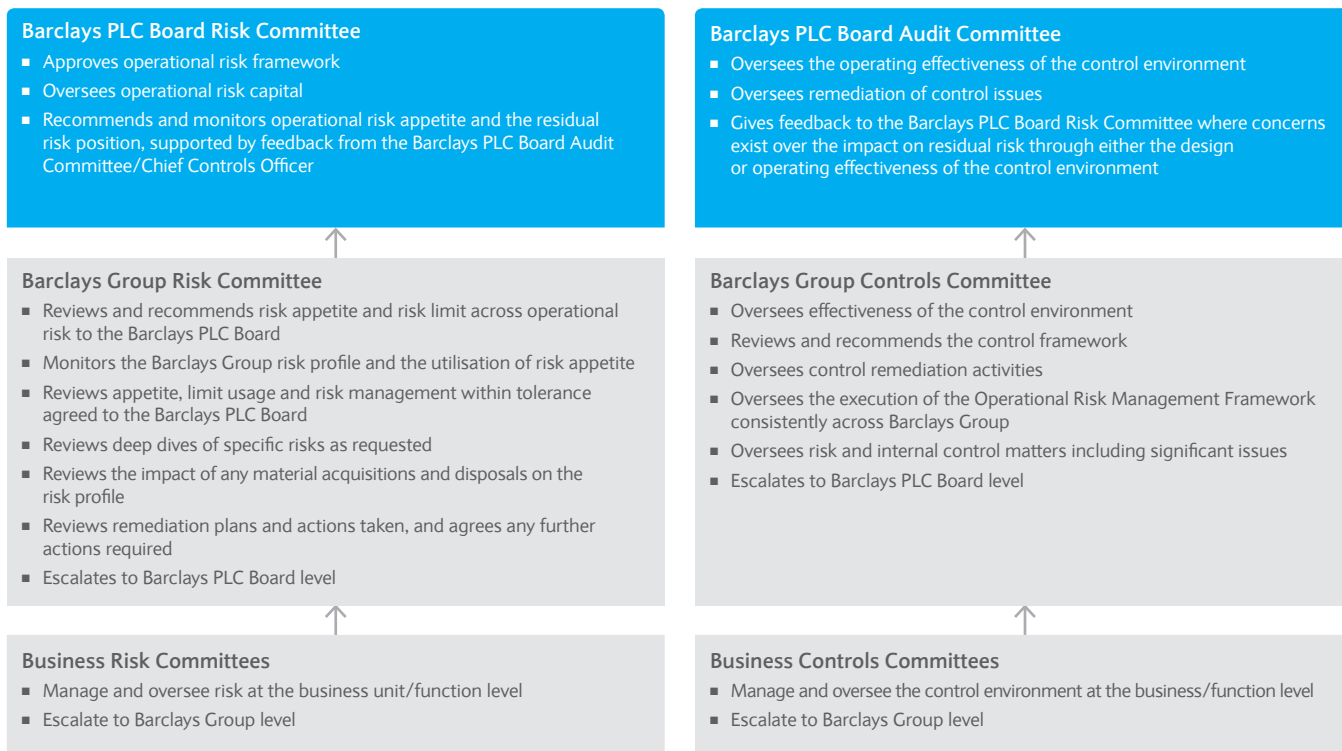 Barclays PLC Board Risk Committee
▪ Approves operational risk framework
▪ Oversees operational risk capital
▪ Recommends and monitors operational risk appetite and the residual
risk position, supported by feedback from the Barclays PLC Board Audit
Committee/Chief Controls Officer
Barclays PLC Board Audit Committee
▪ Oversees the operating effectiveness of the control environment
▪ Oversees remediation of control issues
▪ Gives feedback to the Barclays PLC Board Risk Committee where concerns
exist over the impact on residual risk through either the design
or operating effectiveness of the control environment
Barclays Group Risk Committee
▪ Reviews and recommends risk appetite and risk limit across operational
risk to the Barclays PLC Board
▪ Monitors the Barclays Group risk profile and the utilisation of risk appetite
▪ Reviews appetite, limit usage and risk management within tolerance
agreed to the Barclays PLC Board
▪ Reviews deep dives of specific risks as requested
▪ Reviews the impact of any material acquisitions and disposals on the
risk profile
▪ Reviews remediation plans and actions taken, and agrees any further
actions required
▪ Escalates to Barclays PLC Board level
Barclays Group Controls Committee
▪ Oversees effectiveness of the control environment
▪ Reviews and recommends the control framework
▪ Oversees control remediation activities
▪ Oversees the execution of the Operational Risk Management Framework
consistently across Barclays Group
▪ Oversees risk and internal control matters including significant issues
▪ Escalates to Barclays PLC Board level
Business Risk Committees
▪ Manage and oversee risk at the business unit/function level
▪ Escalate to Barclays Group level
Business Controls Committees
▪ Manage and oversee the control environment at the business/function level
▪ Escalate to Barclays Group level